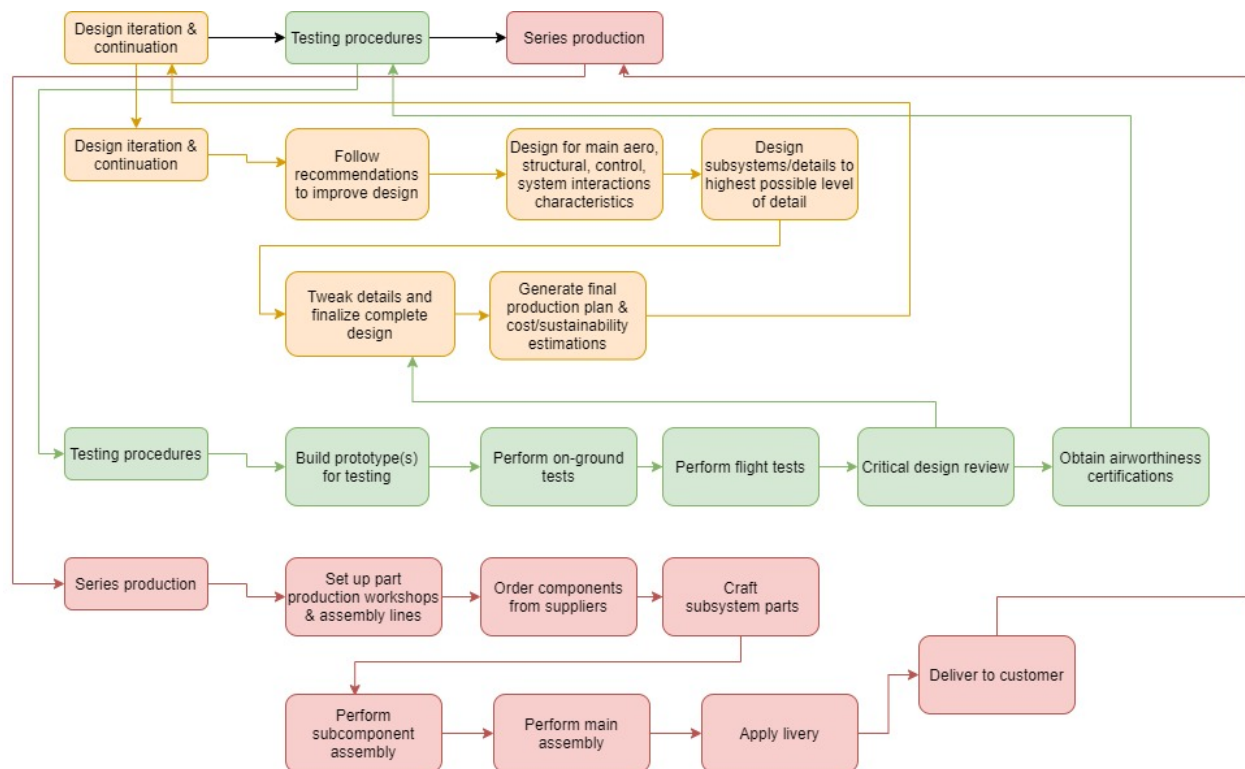 Design iteration &
continuation
Testing procedures
Series production
Design iteration &
continuation
Follow
recommendations
to improve design
Design for main aero,
structural, control,
system interactions
characteristics
Design
subsystems/details to
highest possible level
of detail
Tweak details and
finalize complete
design
Generate final
production plan &
cost/sustainability
estimations
Testing procedures
Build prototype(s)
for testing
Perform on-ground
tests
Perform flight tests
Critical design review
Obtain airworthiness
certifications
Series production
Set up part
production workshops
& assembly lines
Order components
from suppliers
Craft
subsystem parts
Perform
subcomponent
assembly
Perform main
assembly
Apply livery
Deliver to customer